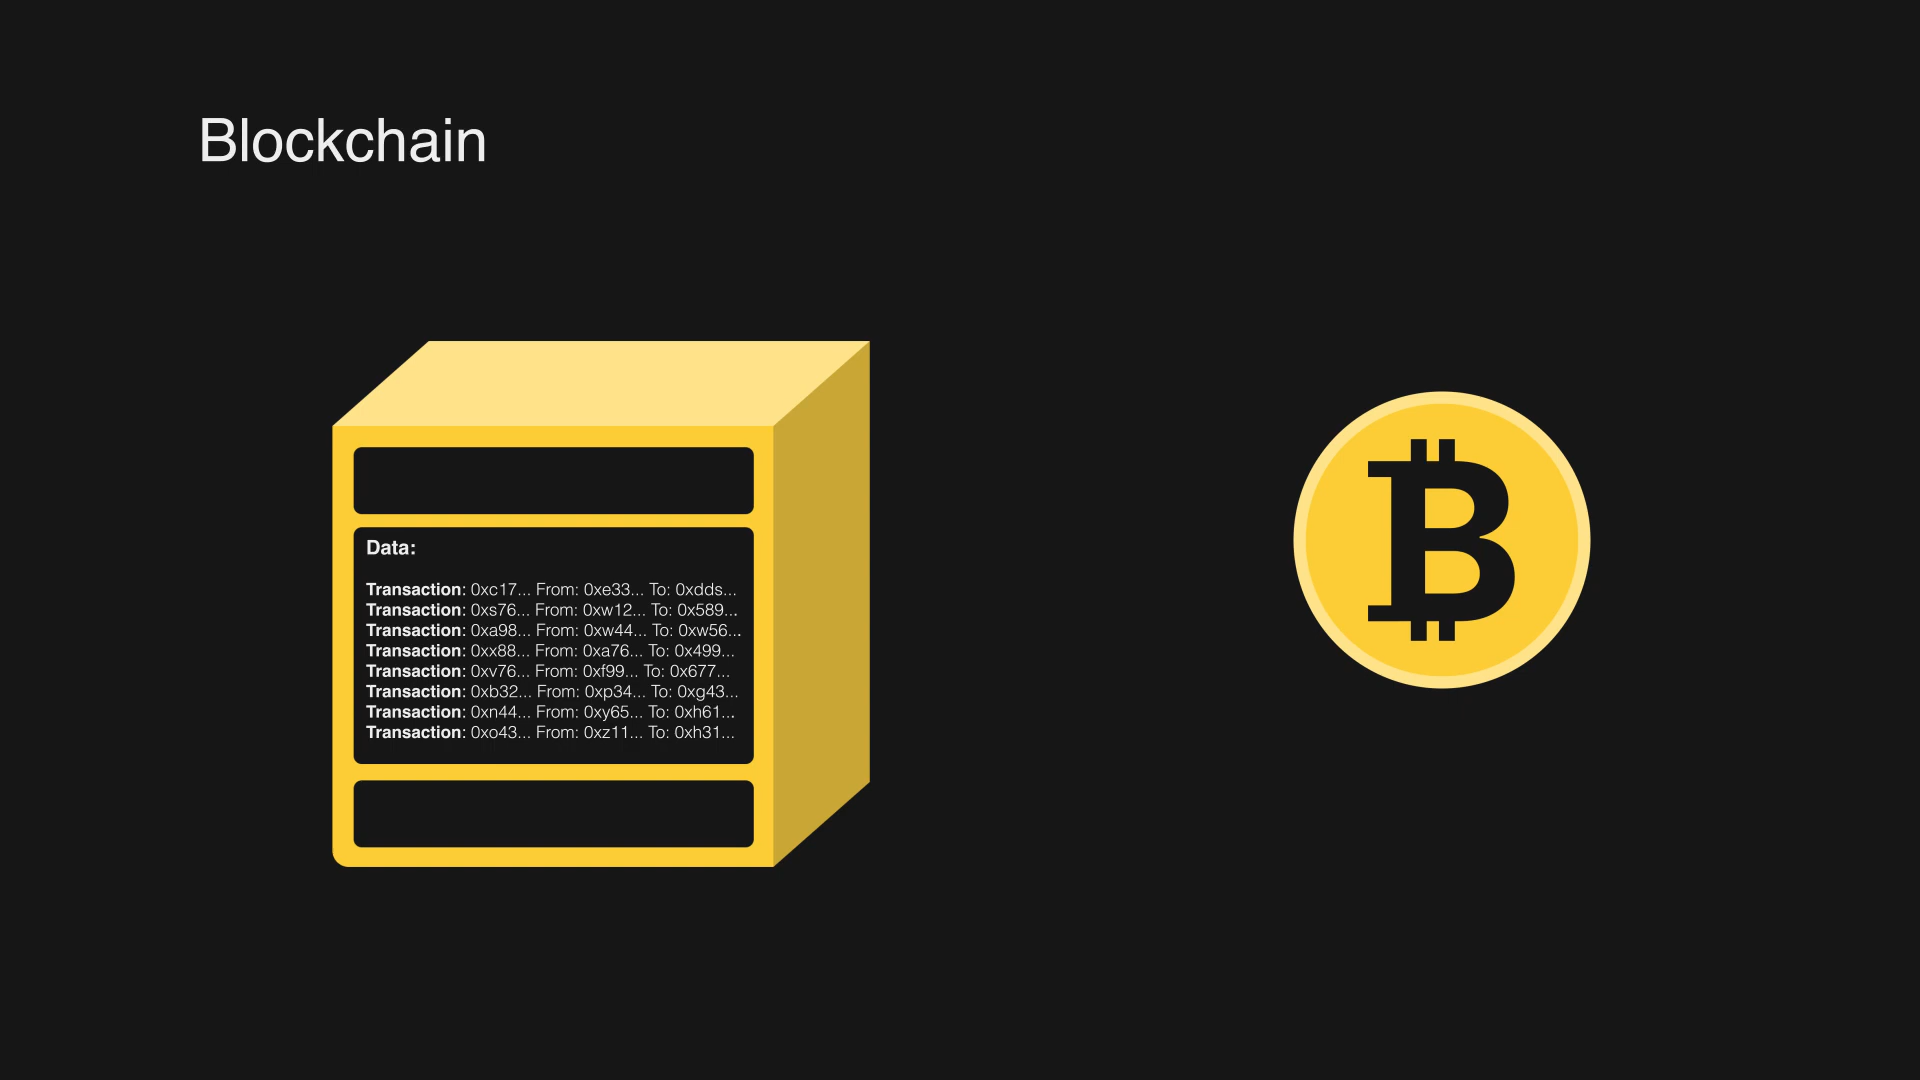 Blockchain
Data:
Transaction: 0xc17... From: 0xe33... To: 0xdds...
Transaction: 0xs76... From: 0xw12... To: 0x589...
Transaction: 0xa98... From: 0xw44... To: 0xw56...
Transaction: 0xx88... From: 0xa76... To: 0x499...
Transaction: 0xv76... From: 0xf99... To: 0x677...
Transaction: 0xb32... From: 0xp34... To: 0xg43...
Transaction: 0xn44... From: 0xy65... To: 0xh61...
Transaction: 0xo43... From: 0xz11... To: 0xh31...